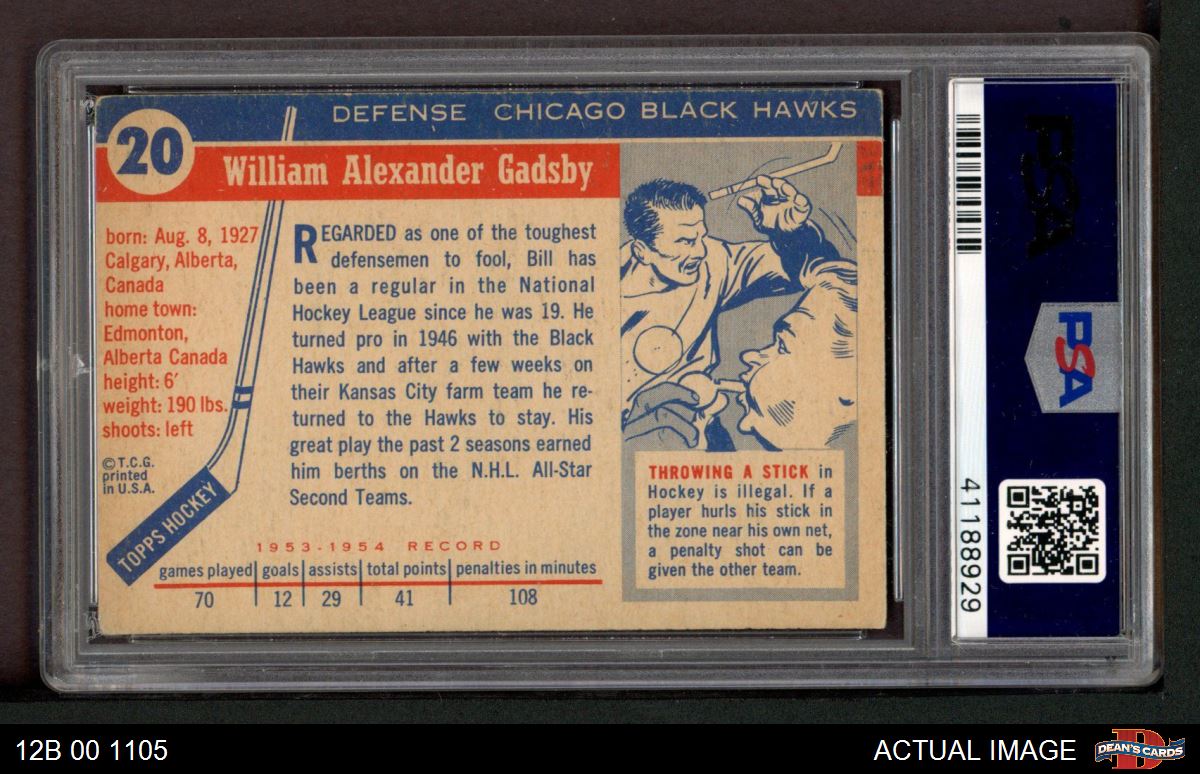 20
DEFENSE CHICAGO BLACK HAWKS
William Alexander Gadsby
born: Aug. 8, 1927
Calgary, Alberta,
Canada
home town:
Edmonton,
Alberta Canada
height: 6′
weight: 190 lbs.
shoots: left
© T.C.G.
printed
in U.S.A.
TOPPS HOCKEY
REGARDED as one of the toughest
defensemen to fool, Bill has
been a regular in the National
Hockey League since he was 19. He
turned pro in 1946 with the Black
Hawks and after a few weeks on
their Kansas City farm team he re-
turned to the Hawks to stay. His
great play the past 2 seasons earned
him berths on the N.H.L. All-Star
Second Teams.
THROWING A STICK in
Hockey is illegal. If a
player hurls his stick in
the zone near his own net,
a penalty shot can be
given the other team.
1953-1954 RECORD
games played goals assists total points penalties in minutes
70 12 29 41 108
PSA
PSA
41188929
12B 00 1105
ACTUAL IMAGE
DEAN'S CARDS